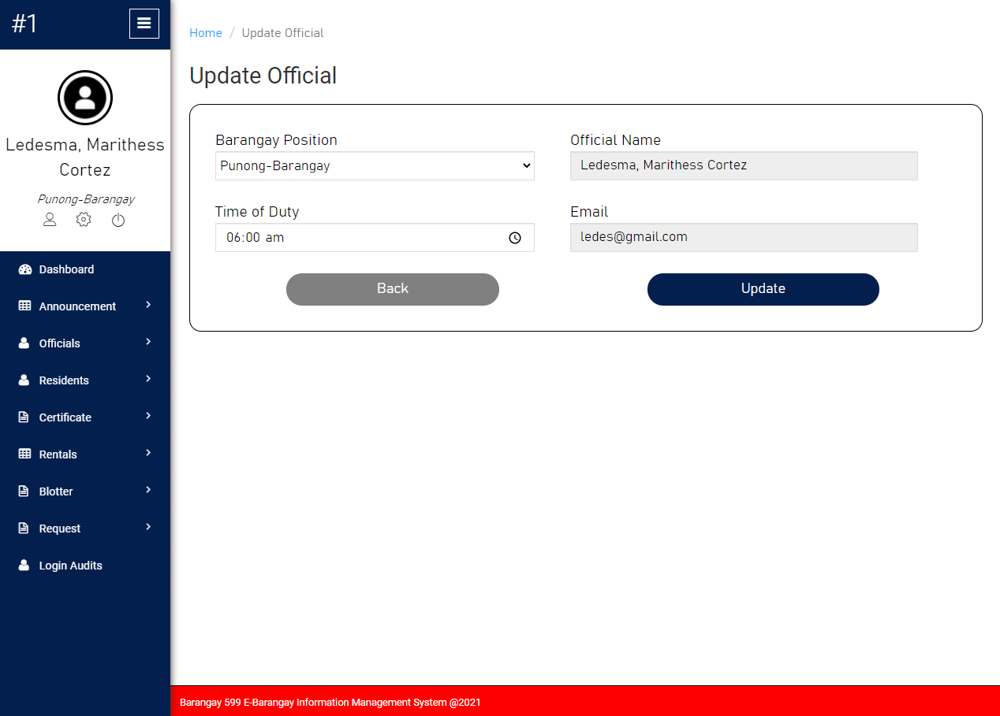 #1
Ledesma, Marithess
Cortez
Punong-Barangay
Dashboard
Announcement
Officials
Residents
Certificate
Rentals
Blotter
Request
Login Audits
Home / Update Official
Update Official
Barangay Position
Punong-Barangay
Official Name
Ledesma, Marithess Cortez
Time of Duty
06:00 am
Email
ledes@gmail.com
Back
Update
Barangay 599 E-Barangay Information Management System @2021